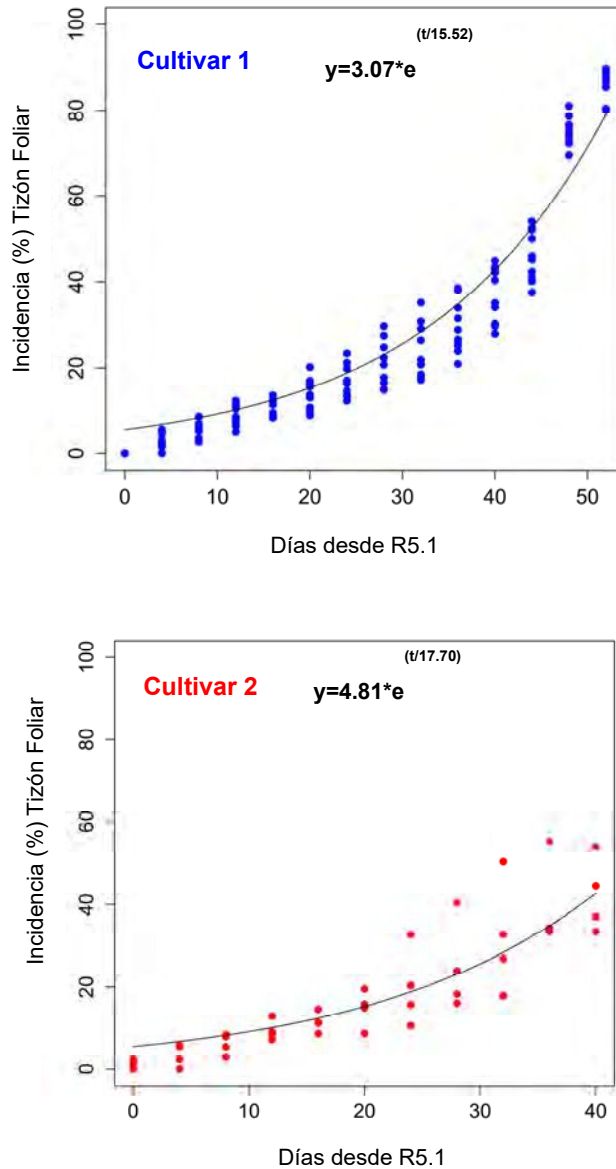 (t/15.52)
Cultivar 1
y=3.07*e
Incidencia (%) Tizón Foliar
100
80
60
40
20
0
0 10 20 30 40 50
Días desde R5.1
(t/17.70)
Cultivar 2
y=4.81*e
Incidencia (%) Tizón Foliar
100
80
60
40
20
0
0 10 20 30 40
Días desde R5.1